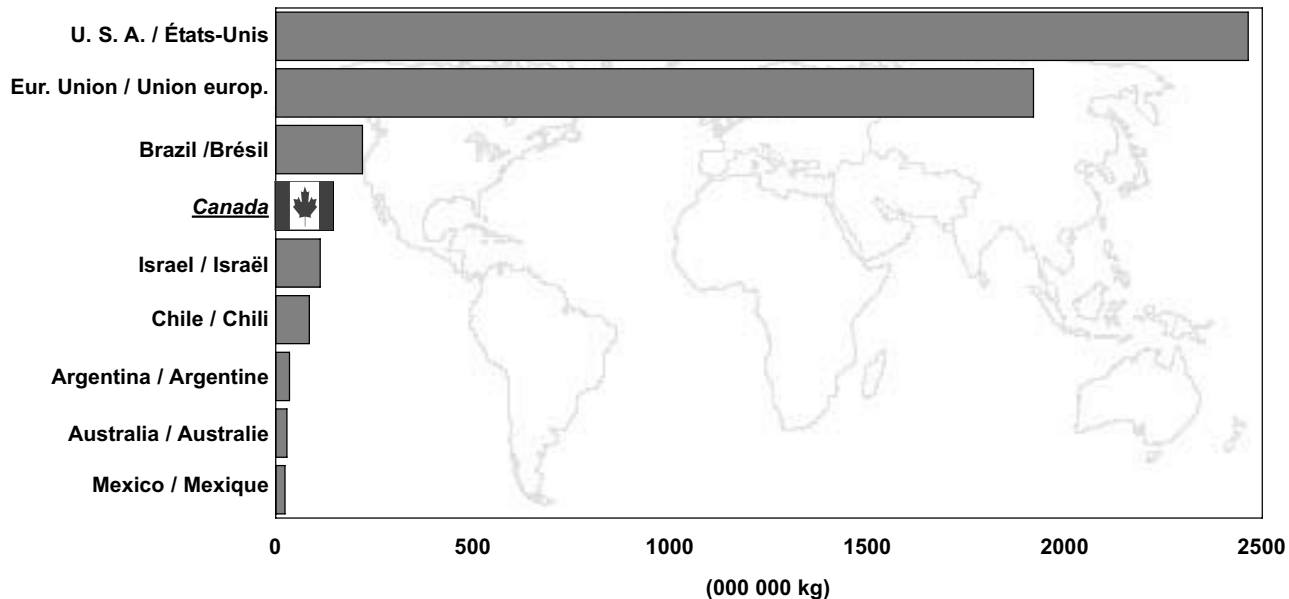 U. S. A. / États-Unis
Eur. Union / Union europ.
Brazil /Brésil
Canada
Israel / Israël
Chile / Chili
Argentina / Argentine
Australia / Australie
Mexico / Mexique
0 500 1000 1500 2000 2500
(000 000 kg)